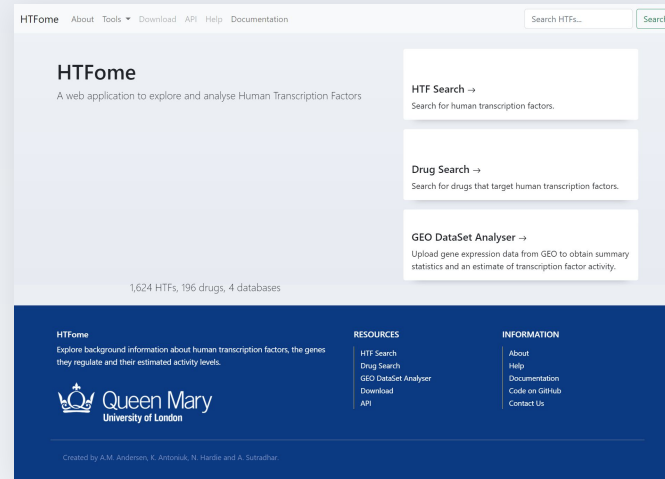 HTFome About Tools Download API Help Documentation Search HTFs... Search
HTFome
A web application to explore and analyse Human Transcription Factors
1,624 HTFs, 196 drugs, 4 databases
HTF Search →
Search for human transcription factors.
Drug Search →
Search for drugs that target human transcription factors.
GEO DataSet Analyser →
Upload gene expression data from GEO to obtain summary
statistics and an estimate of transcription factor activity.
HTFome
Explore background information about human transcription factors, the genes
they regulate and their estimated activity levels.
Queen Mary
University of London
RESOURCES
HTF Search
Drug Search
GEO DataSet Analyser
Download
API
INFORMATION
About
Help
Documentation
Code on GitHub
Contact Us
Created by A.M. Andersen, K. Antoniuk, N. Hardie and A. Sutradhar.